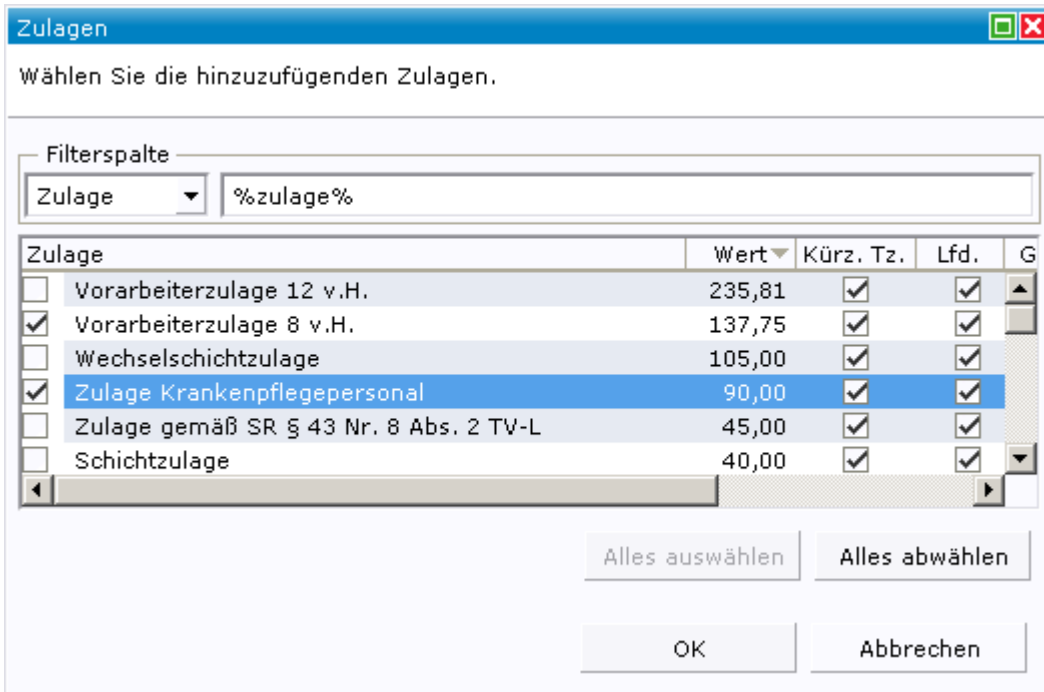 Zulagen
Wählen Sie die hinzuzufügenden Zulagen.
Filterspalte
Zulage %zulage%
Zulage Wert Kürz. Tz. Lfd. G
Vorarbeiterzulage 12 v.H. 235,81
Vorarbeiterzulage 8 v.H. 137,75
Wechselschichtzulage 105,00
Zulage Krankenpflegepersonal 90,00
Zulage gemäß SR § 43 Nr. 8 Abs. 2 TV-L 45,00
Schichtzulage 40,00
Alles auswählen Alles abwählen
OK Abbrechen